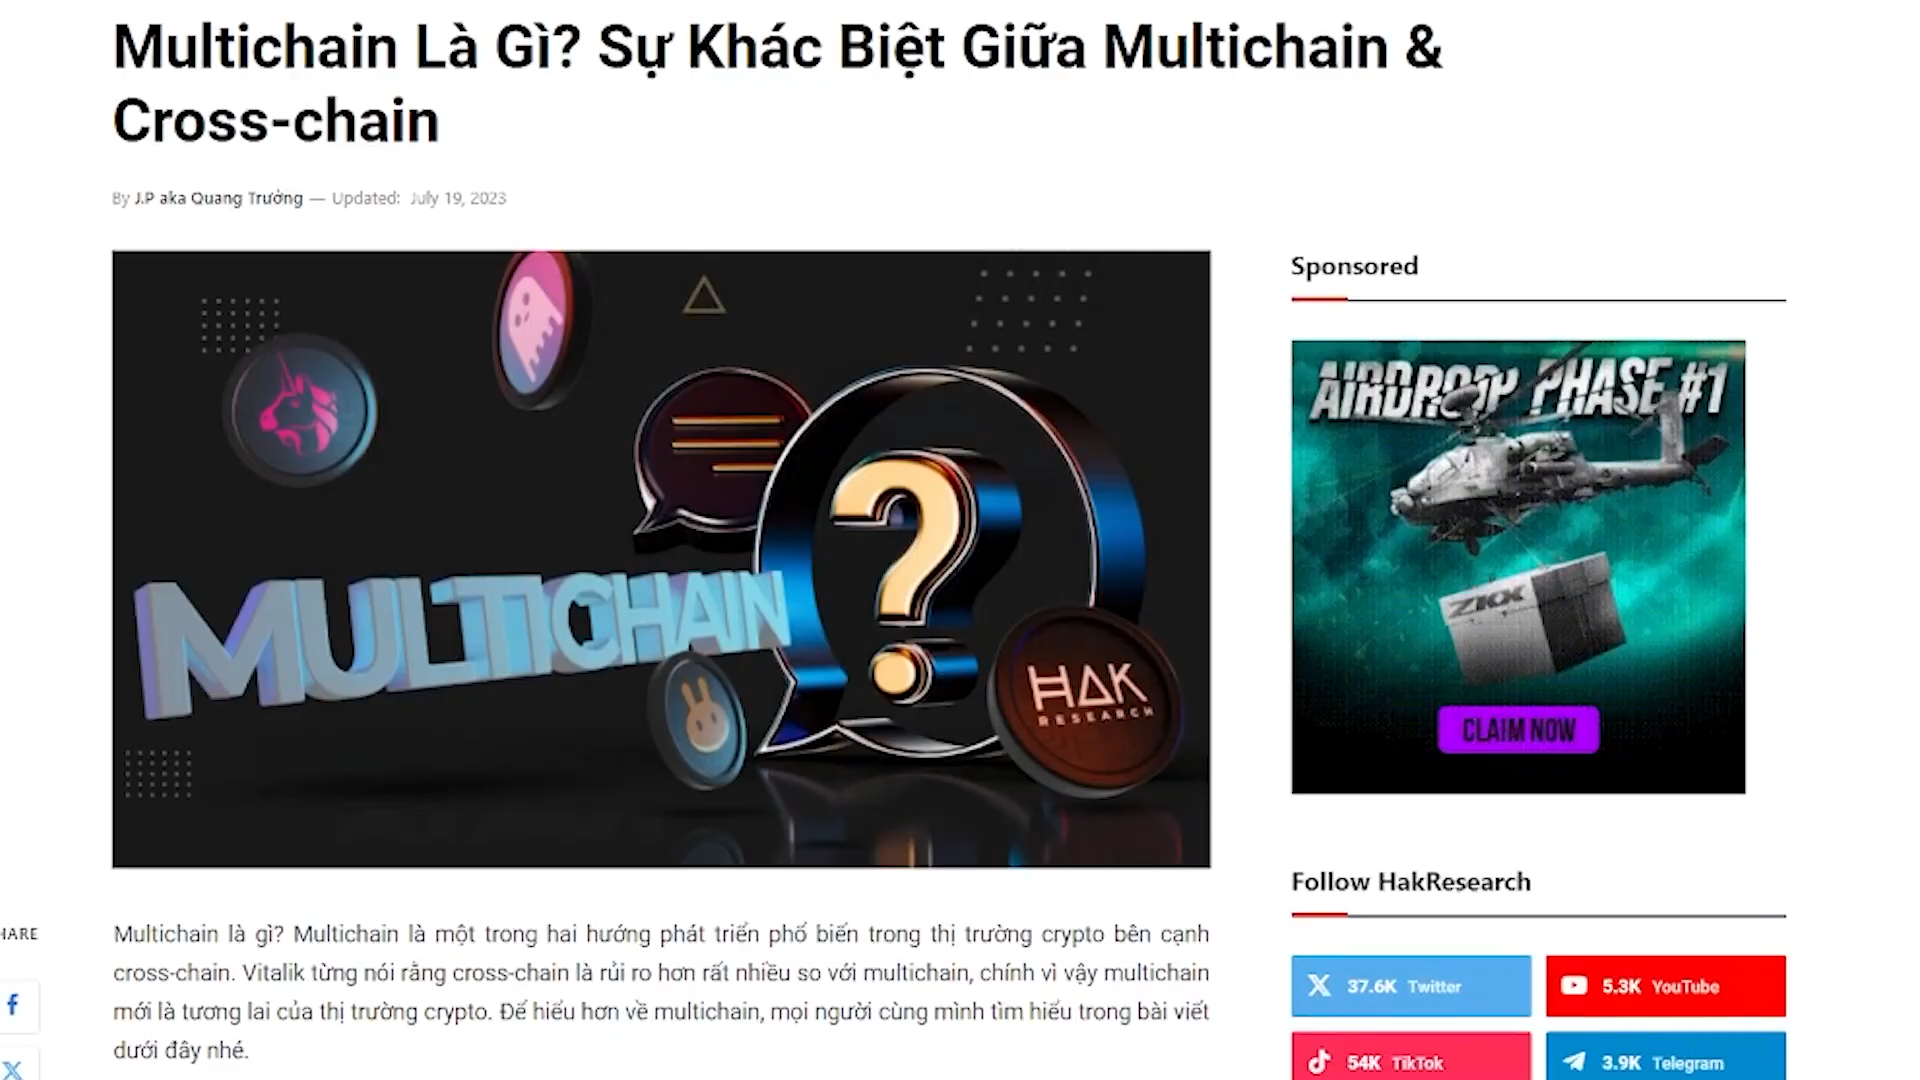 Multichain Là Gì? Sự Khác Biệt Giữa Multichain &
Cross-chain
By J.P aka Quang Trưởng — Updated: July 19, 2023
MULTICHAIN
?
HAK
RESEARCH
Sponsored
AIRDROP PHASE #1
ZKX
CLAIM NOW
Follow HakResearch
37.6K Twitter
5.3K YouTube
54K TikTok
3.9K Telegram
Multichain là gì? Multichain là một trong hai hướng phát triển phổ biến trong thị trường crypto bên cạnh
cross-chain. Vitalik từng nói rằng cross-chain là rủi ro hơn rất nhiều so với multichain, chính vì vậy multichain
mới là tương lai của thị trường crypto. Để hiểu hơn về multichain, mọi người cùng mình tìm hiểu trong bài viết
dưới đây nhé.